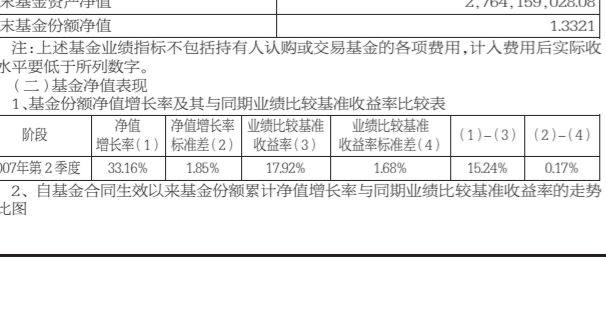 末基金资产净值 2,764,159,028.08
末基金份额净值 1.3321
注:上述基金业绩指标不包括持有人认购或交易基金的各项费用,计入费用后实际收
水平要低于所列数字。
(二)基金净值表现
1、基金份额净值增长率及其与同期业绩比较基准收益率比较表
阶段 净值增长率(1) 净值增长率标准差(2) 业绩比较基准收益率(3) 业绩比较基准收益率标准差(4) (1)-(3) (2)-(4)
007年第2季度 33.16% 1.85% 17.92% 1.68% 15.24% 0.17%
2、自基金合同生效以来基金份额累计净值增长率与同期业绩比较基准收益率的走势
比图